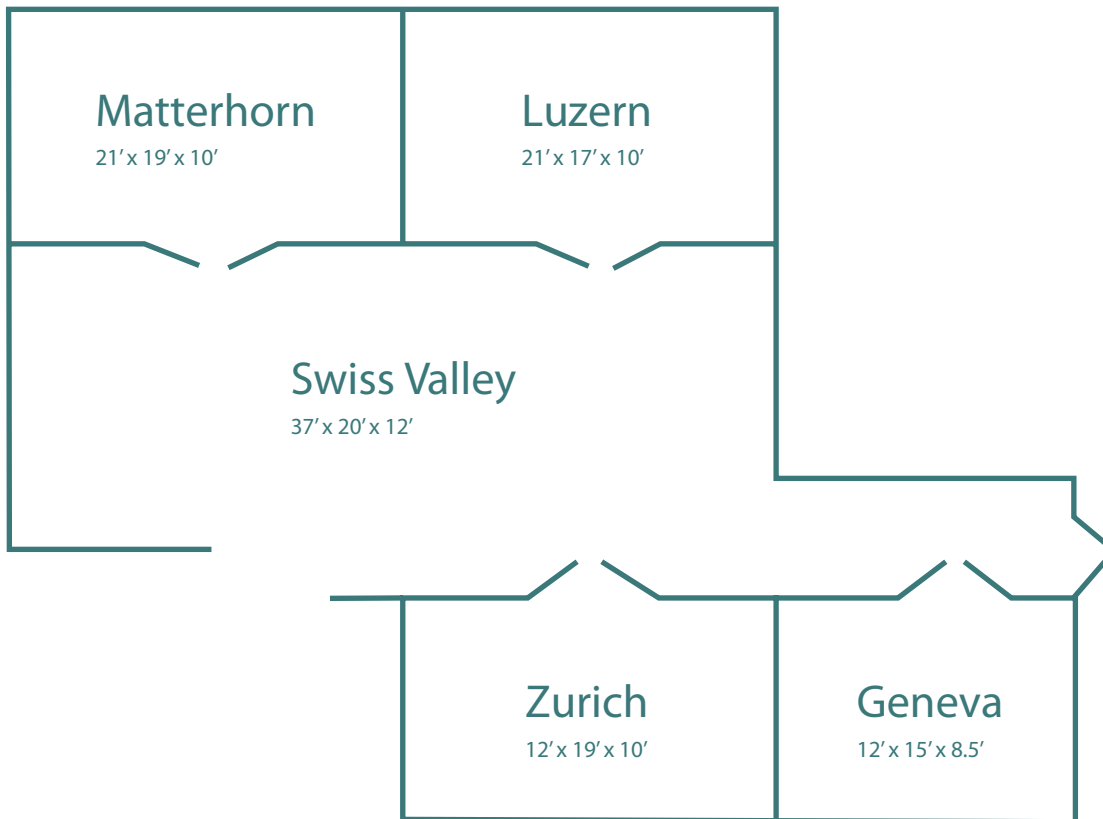 Matterhorn
21’ x 19’ x 10’
Luzern
21’ x 17’ x 10’
Swiss Valley
37’ x 20’ x 12’
Zurich
12’ x 19’ x 10’
Geneva
12’ x 15’ x 8.5’